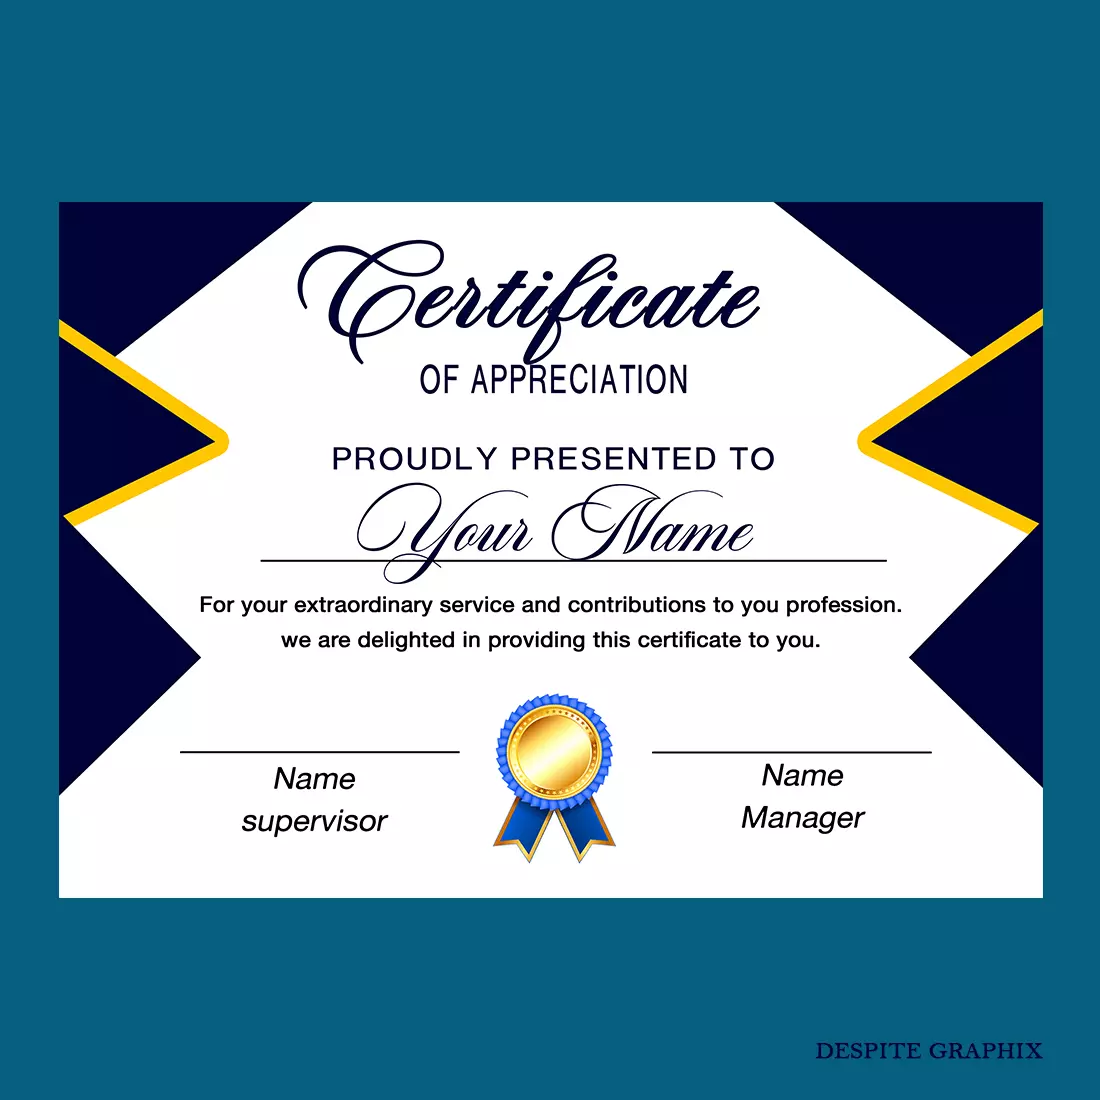 Certificate
OF APPRECIATION
PROUDLY PRESENTED TO
Your Name
For your extraordinary service and contributions to you profession.
we are delighted in providing this certificate to you.
Name
supervisor
Name
Manager
DESPITE GRAPHIX